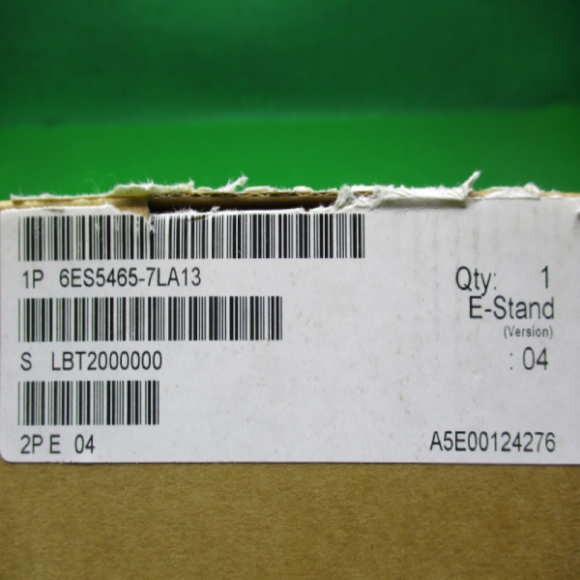 1P 6ES5465-7LA13
Qty: 1
E-Stand
(Version)
S LBT2000000
: 04
2P E 04
A5E00124276